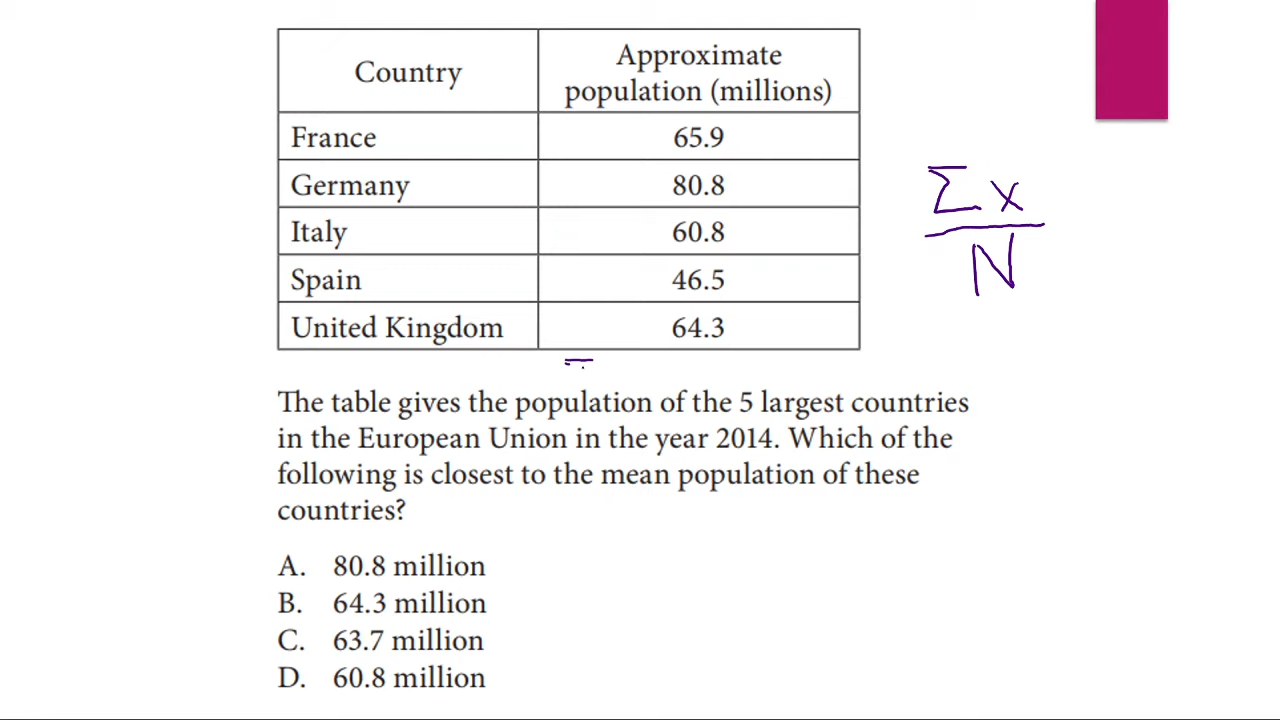 Country Approximate population (millions)
France 65.9
Germany 80.8
Italy 60.8
Spain 46.5
United Kingdom 64.3
Σx
N
The table gives the population of the 5 largest countries
in the European Union in the year 2014. Which of the
following is closest to the mean population of these
countries?
A. 80.8 million
B. 64.3 million
C. 63.7 million
D. 60.8 million